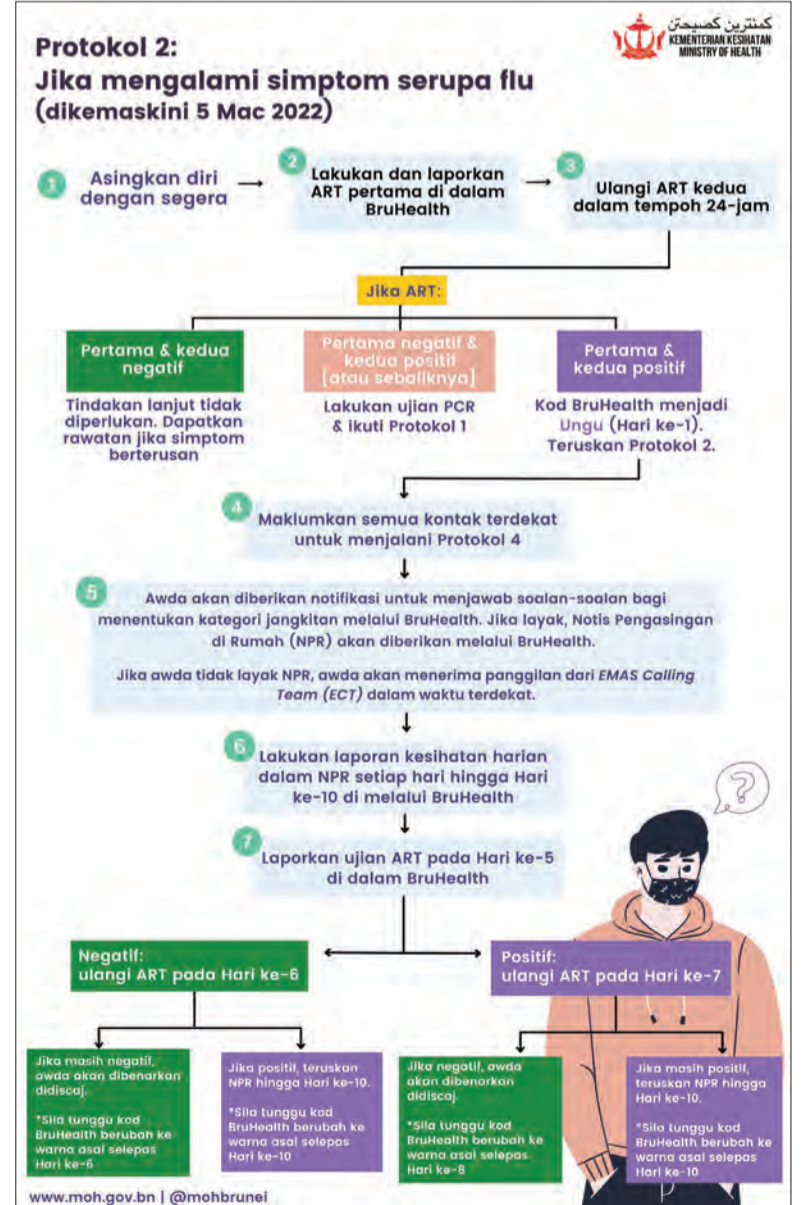 Protokol 2:
Jika mengalami simptom serupa flu
(dikemaskini 5 Mac 2022)
كمنترين كصيحتن
KEMENTERIAN KESIHATAN
MINISTRY OF HEALTH
1
Asingkan diri
dengan segera
2
Lakukan dan laporkan
ART pertama di dalam
BruHealth
3
Ulangi ART kedua
dalam tempoh 24-jam
Jika ART:
Pertama & kedua
negatif
Tindakan lanjut tidak
diperlukan. Dapatkan
rawatan jika simptom
berterusan
Pertama negatif &
kedua positif
[atau sebaliknya]
Lakukan ujian PCR
& ikuti Protokol 1
Pertama &
kedua positif
Kod BruHealth menjadi
Ungu (Hari ke-1).
Teruskan Protokol 2.
4
Maklumkan semua kontak terdekat
untuk menjalani Protokol 4
5
Awda akan diberikan notifikasi untuk menjawab soalan-soalan bagi
menentukan kategori jangkitan melalui BruHealth. Jika layak, Notis Pengasingan
di Rumah (NPR) akan diberikan melalui BruHealth.
Jika awda tidak layak NPR, awda akan menerima panggilan dari EMAS Calling
Team (ECT) dalam waktu terdekat.
6
Lakukan laporan kesihatan harian
dalam NPR setiap hari hingga Hari
ke-10 di melalui BruHealth
7
Laporkan ujian ART pada Hari ke-5
di dalam BruHealth
?
Negatif:
ulangi ART pada Hari ke-6
Positif:
ulangi ART pada Hari ke-7
Jika masih negatif,
awda akan dibenarkan
didiscaj.
*Sila tunggu kod
BruHealth berubah ke
warna asal selepas
Hari ke-6
Jika positif, teruskan
NPR hingga Hari ke-10.
*Sila tunggu kod
BruHealth berubah ke
warna asal selepas
Hari ke-10
Jika negatif, awda
akan dibenarkan
didiscaj.
*Sila tunggu kod
BruHealth berubah ke
warna asal selepas
Hari ke-8
Jika masih positif,
teruskan NPR hingga
Hari ke-10.
*Sila tunggu kod
BruHealth berubah ke
warna asal selepas
Hari ke-10
www.moh.gov.bn | @mohbrunei